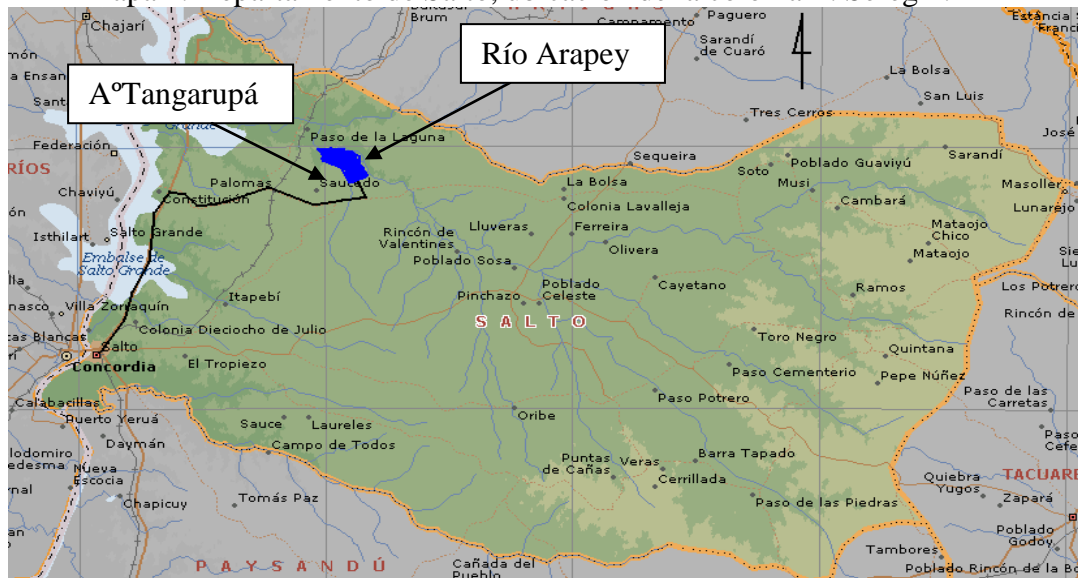 Chajarí
Brum
Campamento
Paguero
Sarandí
de Cuaró
Estancia
La Bolsa
San Luis
Río Arapey
AºTangarupá
Grande
Tres Cerros
Federación
Paso de la Laguna
RÍOS
Sequeira
Soto
Poblado Guaviyú
Sarandí
Chaviyú
Palomas
Saucedo
Musi
Masoller
Constitución
La Bolsa
Colonia Lavalleja
Cambará
Lunarejo
Isthilart
Salto Grande
Rincón de
Valentines
Lluveras
Ferreira
Mataojo
Chico
Embalse de
Salto Grande
Poblado Sosa
Olivera
Mataojo
Villa Zorraquín
Itapebí
Pinchazo
Poblado
Celeste
Cayetano
Ramos
Los Potrero
Rincón de
Colonia Dieciocho de Julio
SALTO
Toro Negro
Salto
Concordia
El Tropiezo
Quintana
Paso Cementerio
Pepe Núñez
Calabacillas
Paso Potrero
Paso de las
Carretas
Puerto Yeruá
Sauce
Laureles
Oribe
Daymán
Campo de Todos
Nueva
Escocia
Puntas
de Cañas
Veras
Barra Tapado
Cerrillada
Quiebra
Yugos
TACUARE
Zapará
Chapicuy
Tomás Paz
Paso de las Piedras
Poblado
Godoy
Tambores
PAYSANDÚ
Cañada del
Pueblo
Poblado Rincón de la Bo